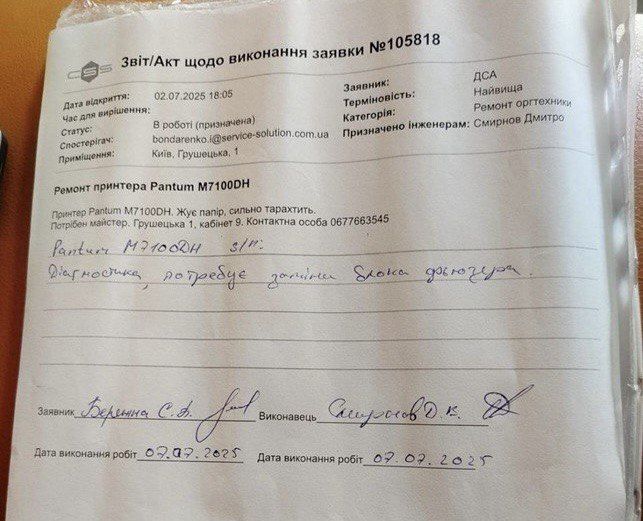 CSS
Звіт/Акт щодо виконання заявки №105818
Дата відкриття: 02.07.2025 18:05
Час для вирішення:
Статус: В роботі (призначена)
Спостерігач: bondarenko.i@service-solution.com.ua
Приміщення: Київ, Грушецька, 1
Заявник: ДСА
Терміновість: Найвища
Категорія: Ремонт оргтехніки
Призначено інженерам: Смирнов Дмитро
Ремонт принтера Pantum M7100DH
Принтер Pantum M7100DH. Жує папір, сильно тарахтить.
Потрібен майстер. Грушецька 1, кабінет 9. Контактна особа 0677663545
Pantum M7100DH s/n:
Діагностика, потребує заміни блока фьюзера.
Заявник Бережна С.В. Виконавець Смирнов Д.В.
Дата виконання робіт 07.07.2025 Дата виконання робіт 07.07.2025